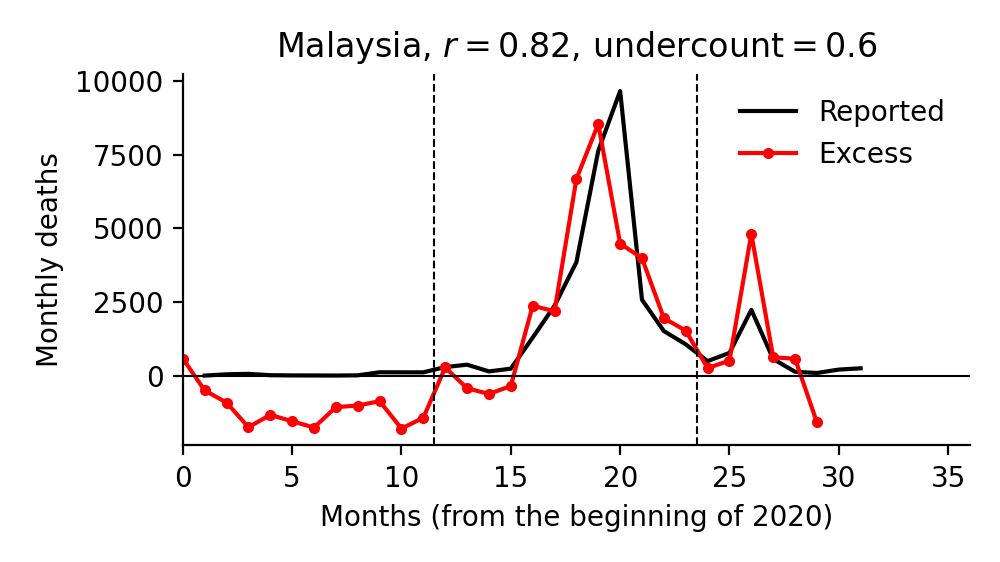 Malaysia, r = 0.82, undercount = 0.6
10000
7500
5000
2500
0
Monthly deaths
Reported
Excess
0 5 10 15 20 25 30 35
Months (from the beginning of 2020)